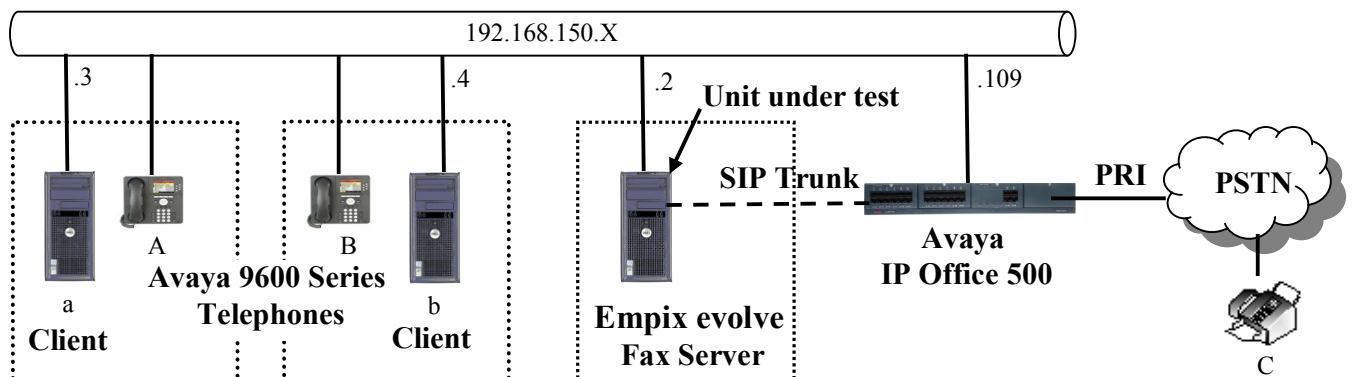 192.168.150.X
.3
.4
.2
.109
Unit under test
SIP Trunk
PRI
PSTN
A
B
a
Client
Avaya 9600 Series
Telephones
b
Client
Empix evolve
Fax Server
Avaya
IP Office 500
C